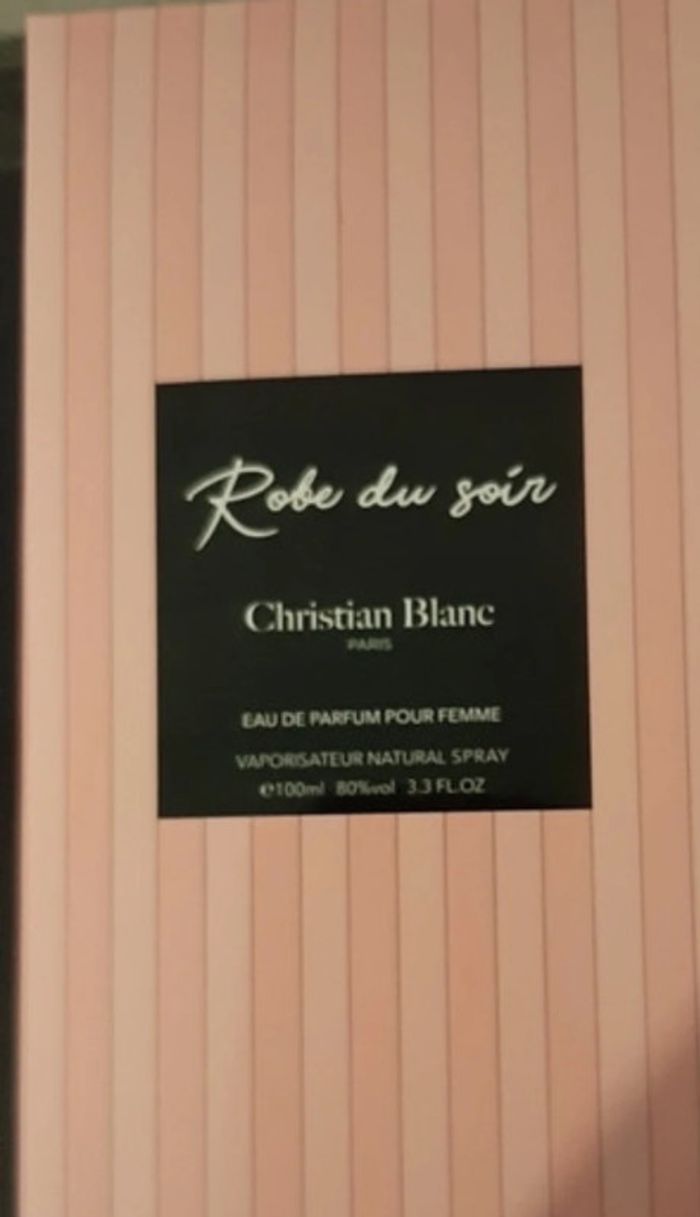 Robe du soir
Christian Blanc
PARIS
EAU DE PARFUM POUR FEMME
VAPORISATEUR NATURAL SPRAY
℮100ml 80%vol 3.3 FL.OZ